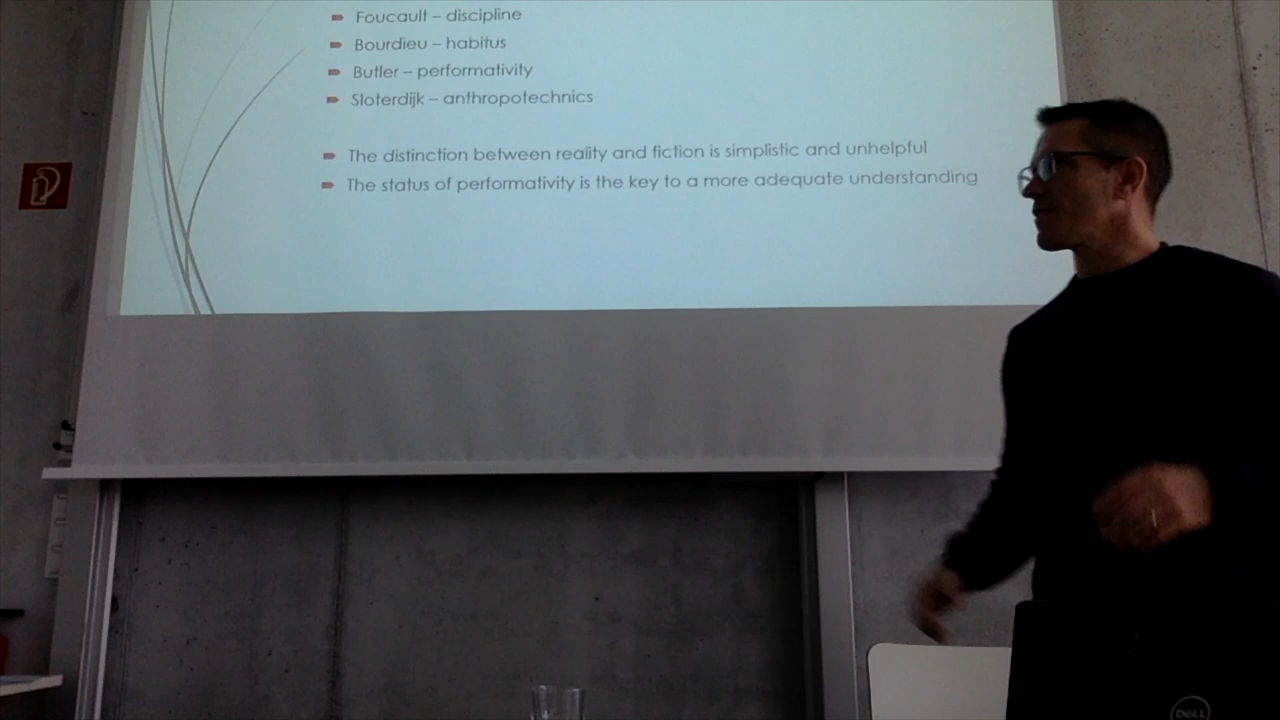 Foucault – discipline
Bourdieu – habitus
Butler – performativity
Sloterdijk – anthropotechnics
The distinction between reality and fiction is simplistic and unhelpful
The status of performativity is the key to a more adequate understanding
DELL